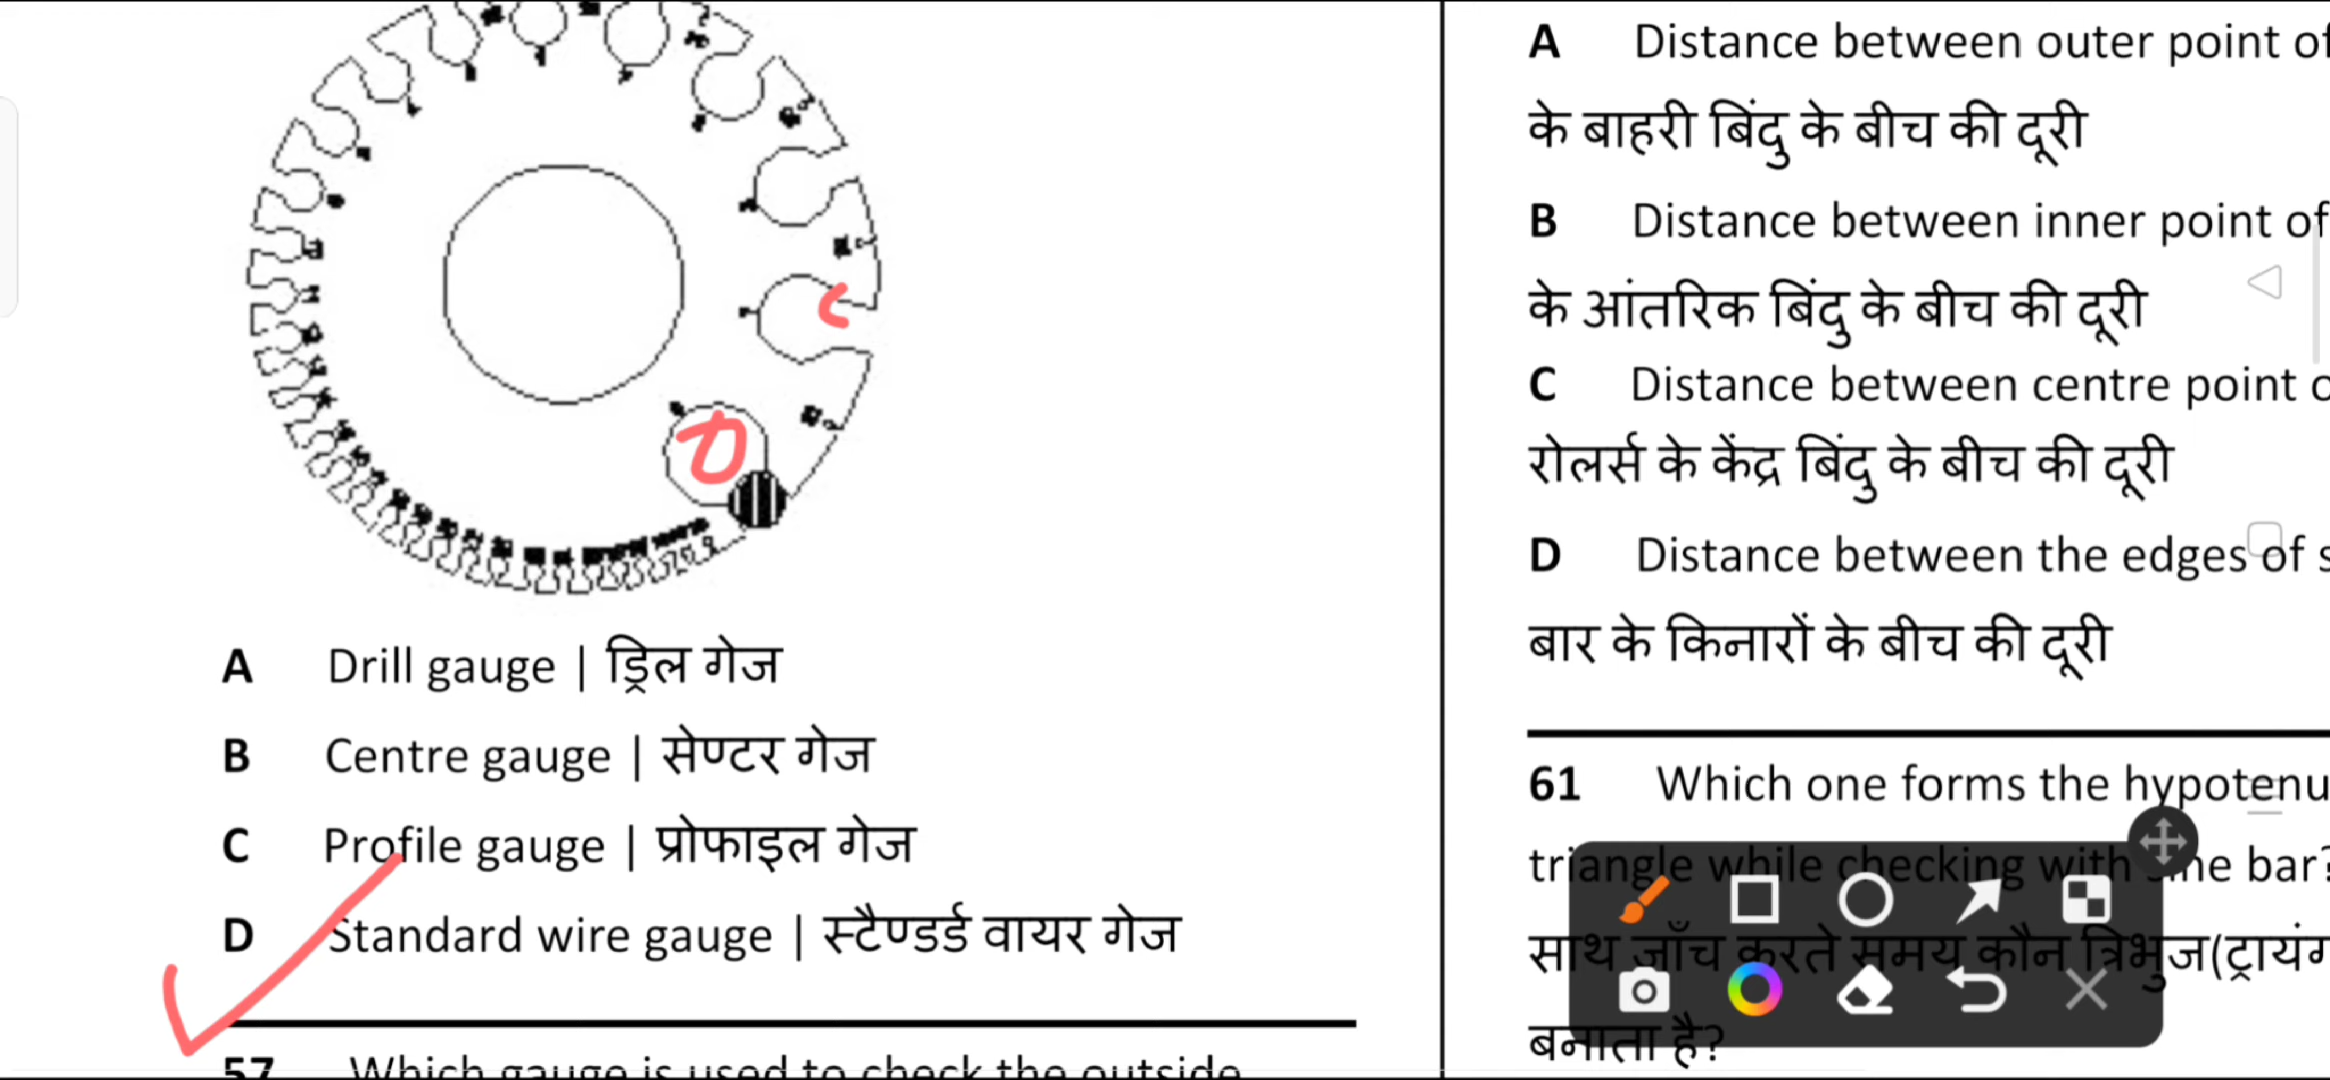 A Drill gauge | ड्रिल गेज
B Centre gauge | सेण्टर गेज
C Profile gauge | प्रोफाइल गेज
D Standard wire gauge | स्टैण्डर्ड वायर गेज
57 Which gauge is used to check the outside
A Distance between outer point of
के बाहरी बिंदु के बीच की दूरी
B Distance between inner point of
के आंतरिक बिंदु के बीच की दूरी
C Distance between centre point
रोलर्स के केंद्र बिंदु के बीच की दूरी
D Distance between the edges of
बार के किनारों के बीच की दूरी
61 Which one forms the
triangle while checking with bar?
साथ जाँच करते समय कौन
बनाता है?